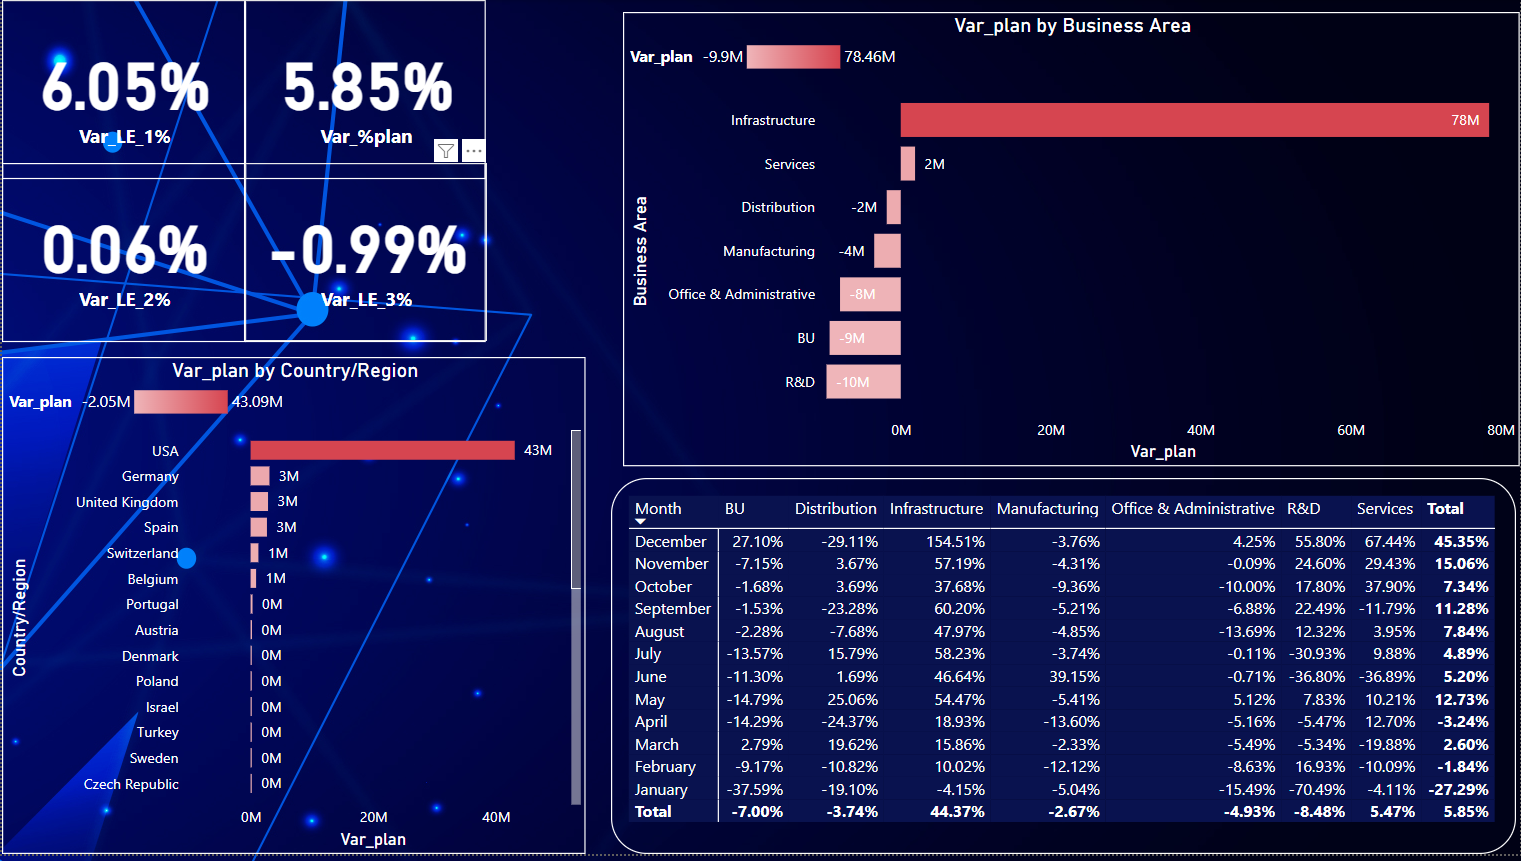 6.05%
Var_LE_1%
5.85%
Var_%plan
0.06%
Var_LE_2%
-0.99%
Var_LE_3%
Var_plan by Country/Region
Var_plan -2.05M 43.09M
Country/Region
USA 43M
Germany 3M
United Kingdom 3M
Spain 3M
Switzerland 1M
Belgium 1M
Portugal 0M
Austria 0M
Denmark 0M
Poland 0M
Israel 0M
Turkey 0M
Sweden 0M
Czech Republic 0M
0M 20M 40M
Var_plan
Var_plan by Business Area
Var_plan -9.9M 78.46M
Business Area
Infrastructure 78M
Services 2M
Distribution -2M
Manufacturing -4M
Office & Administrative -8M
BU -9M
R&D -10M
0M 20M 40M 60M 80M
Var_plan
Month BU Distribution Infrastructure Manufacturing Office & Administrative R&D Services Total
December 27.10% -29.11% 154.51% -3.76% 4.25% 55.80% 67.44% 45.35%
November -7.15% 3.67% 57.19% -4.31% -0.09% 24.60% 29.43% 15.06%
October -1.68% 3.69% 37.68% -9.36% -10.00% 17.80% 37.90% 7.34%
September -1.53% -23.28% 60.20% -5.21% -6.88% 22.49% -11.79% 11.28%
August -2.28% -7.68% 47.97% -4.85% -13.69% 12.32% 3.95% 7.84%
July -13.57% 15.79% 58.23% -3.74% -0.11% -30.93% 9.88% 4.89%
June -11.30% 1.69% 46.64% 39.15% -0.71% -36.80% -36.89% 5.20%
May -14.79% 25.06% 54.47% -5.41% 5.12% 7.83% 10.21% 12.73%
April -14.29% -24.37% 18.93% -13.60% -5.16% -5.47% 12.70% -3.24%
March 2.79% 19.62% 15.86% -2.33% -5.49% -5.34% -19.88% 2.60%
February -9.17% -10.82% 10.02% -12.12% -8.63% 16.93% -10.09% -1.84%
January -37.59% -19.10% -4.15% -5.04% -15.49% -70.49% -4.11% -27.29%
Total -7.00% -3.74% 44.37% -2.67% -4.93% -8.48% 5.47% 5.85%